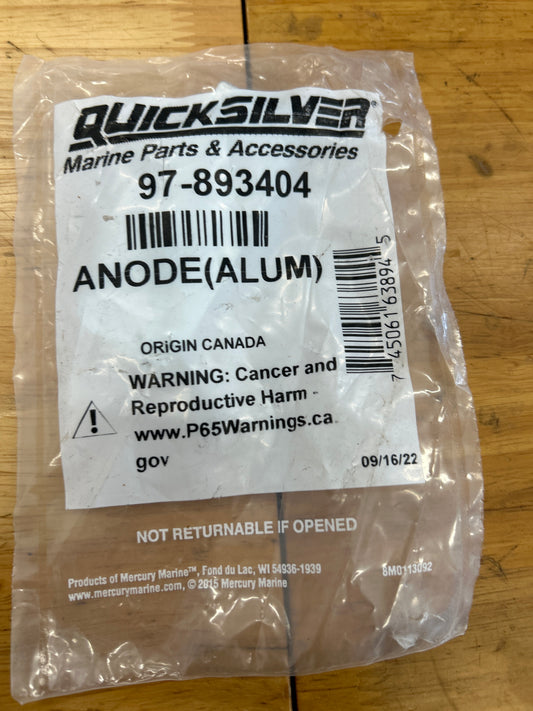 QUICKSILVER®
Marine Parts & Accessories
97-893404
ANODE(ALUM)
7 45061 63894 5
ORiGIN CANADA
WARNING: Cancer and
Reproductive Harm -
www.P65Warnings.ca.
gov
09/16/22
NOT RETURNABLE IF OPENED
Products of Mercury Marine™, Fond du Lac, WI 54936-1939
www.mercurymarine.com, © 2015 Mercury Marine
8M0113092